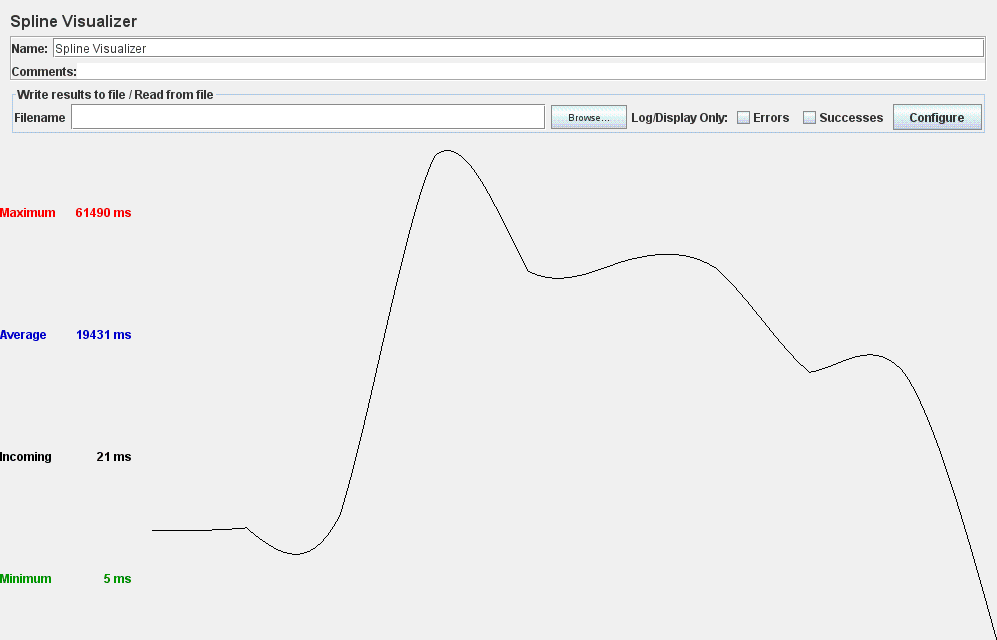 Spline Visualizer
Name: Spline Visualizer
Comments:
Write results to file / Read from file
Filename Browse... Log/Display Only: Errors Successes Configure
Maximum 61490 ms
Average 19431 ms
Incoming 21 ms
Minimum 5 ms